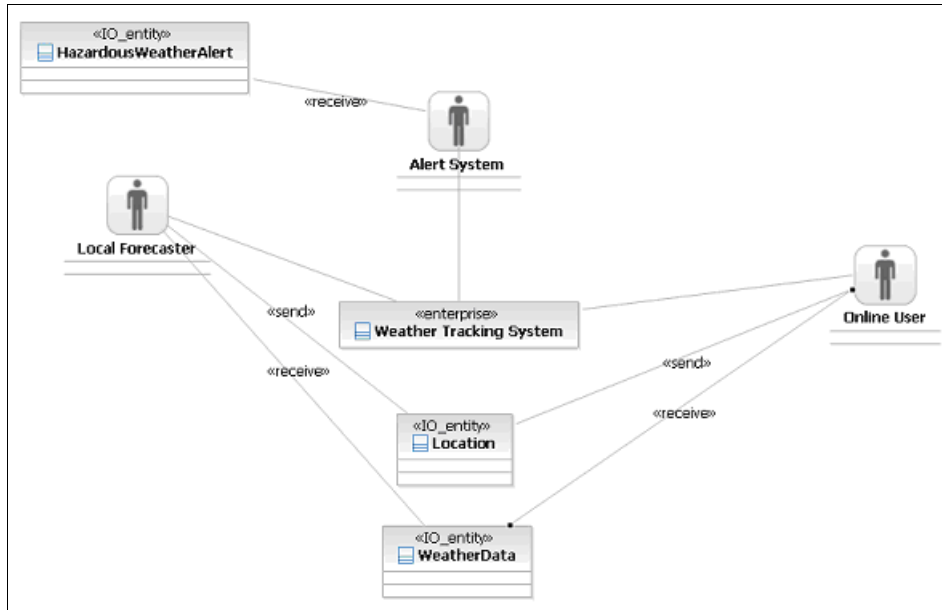 «IO_entity»
HazardousWeatherAlert
«receive»
Alert System
Local Forecaster
«send»
«enterprise»
Weather Tracking System
Online User
«receive»
«send»
«receive»
«IO_entity»
Location
«IO_entity»
WeatherData